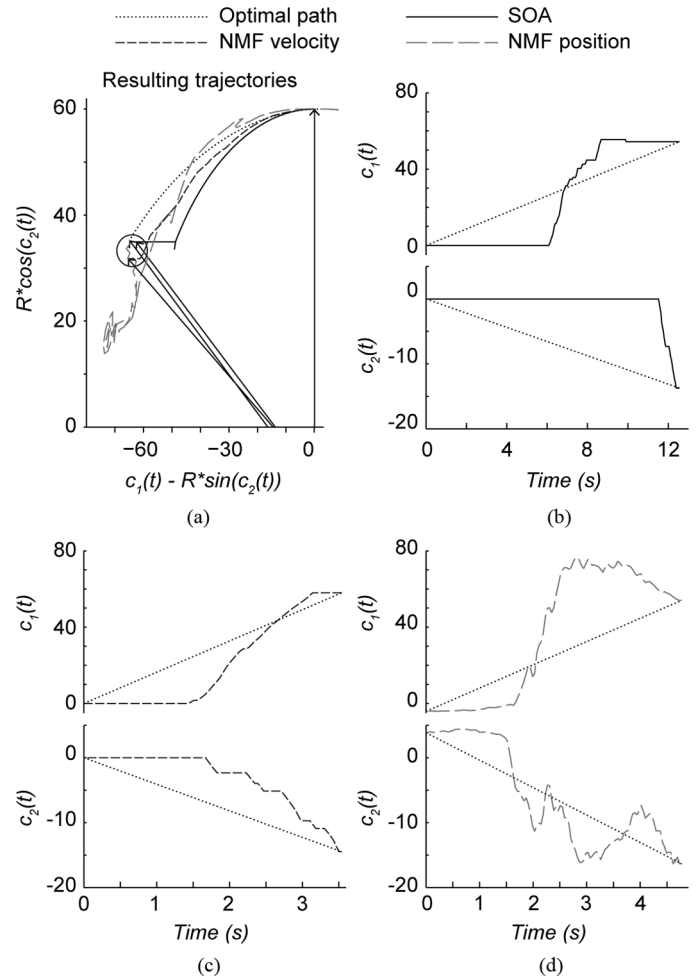 Optimal path
SOA
NMF velocity
NMF position
Resulting trajectories
60
40
20
0
R*cos(c2(t))
−60
−30
0
c1(t) - R*sin(c2(t))
(a)
80
40
0
c1(t)
0
-10
-20
c2(t)
0
4
8
12
Time (s)
(b)
80
40
0
c1(t)
0
-10
-20
c2(t)
0
1
2
3
Time (s)
(c)
80
40
0
c1(t)
0
-10
-20
c2(t)
0
1
2
3
4
Time (s)
(d)